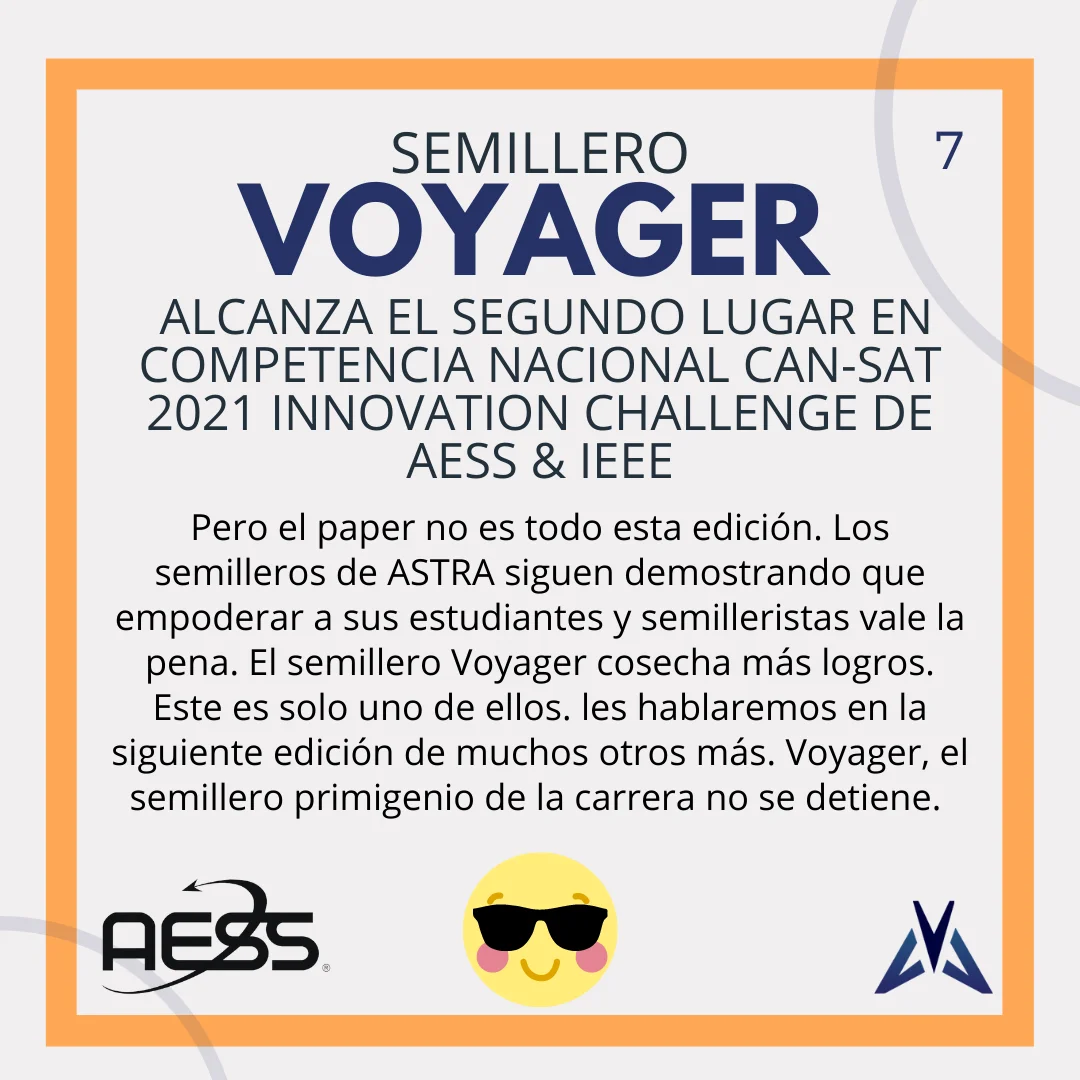 SEMILLERO
7
VOYAGER
ALCANZA EL SEGUNDO LUGAR EN
COMPETENCIA NACIONAL CAN-SAT
2021 INNOVATION CHALLENGE DE
AESS & IEEE
Pero el paper no es todo esta edición. Los
semilleros de ASTRA siguen demostrando que
empoderar a sus estudiantes y semilleristas vale la
pena. El semillero Voyager cosecha más logros.
Este es solo uno de ellos. les hablaremos en la
siguiente edición de muchos otros más. Voyager, el
semillero primigenio de la carrera no se detiene.
AESS®